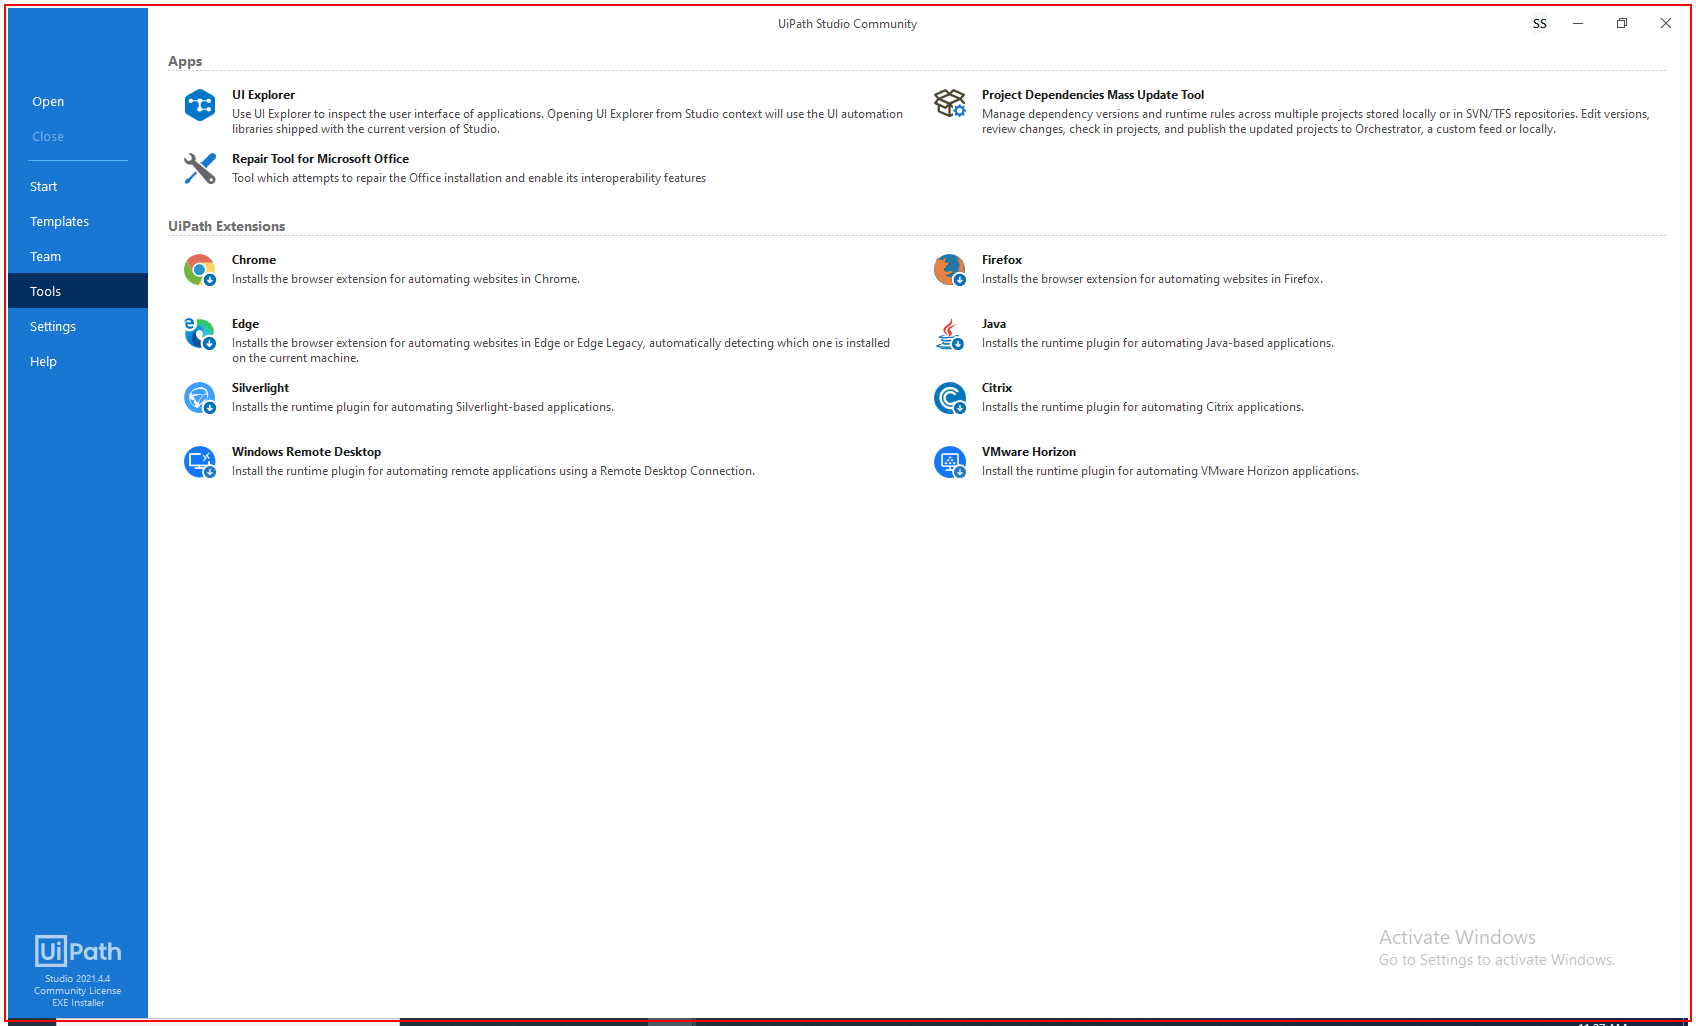 UiPath Studio Community
SS
Open
Close
Start
Templates
Team
Tools
Settings
Help
Apps
UI Explorer
Use UI Explorer to inspect the user interface of applications. Opening UI Explorer from Studio context will use the UI automation
libraries shipped with the current version of Studio.
Project Dependencies Mass Update Tool
Manage dependency versions and runtime rules across multiple projects stored locally or in SVN/TFS repositories. Edit versions,
review changes, check in projects, and publish the updated projects to Orchestrator, a custom feed or locally.
Repair Tool for Microsoft Office
Tool which attempts to repair the Office installation and enable its interoperability features
UiPath Extensions
Chrome
Installs the browser extension for automating websites in Chrome.
Firefox
Installs the browser extension for automating websites in Firefox.
Edge
Installs the browser extension for automating websites in Edge or Edge Legacy, automatically detecting which one is installed
on the current machine.
Java
Installs the runtime plugin for automating Java-based applications.
Silverlight
Installs the runtime plugin for automating Silverlight-based applications.
Citrix
Installs the runtime plugin for automating Citrix applications.
Windows Remote Desktop
Install the runtime plugin for automating remote applications using a Remote Desktop Connection.
VMware Horizon
Install the runtime plugin for automating VMware Horizon applications.
Activate Windows
Go to Settings to activate Windows.
UiPath
Studio 2021.4.4
Community License
EXE Installer